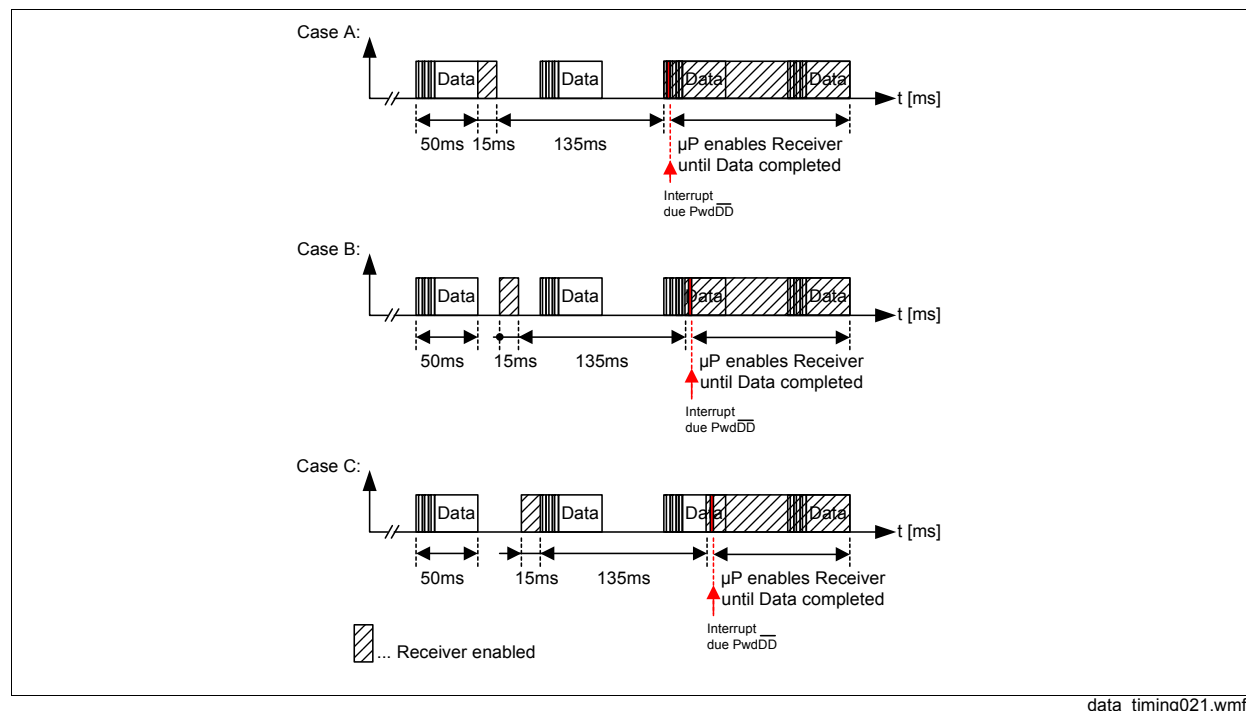 Case A:
Data
Data
Data
Data
t [ms]
50ms 15ms 135ms
µP enables Receiver
until Data completed
Interrupt
due PwdDD
Case B:
Data
Data
Data
Data
t [ms]
50ms 15ms 135ms
µP enables Receiver
until Data completed
Interrupt
due PwdDD
Case C:
Data
Data
Data
Data
t [ms]
50ms 15ms 135ms
µP enables Receiver
until Data completed
Interrupt
due PwdDD
... Receiver enabled
data_timing021.wmf